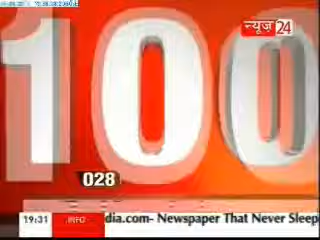 न्यूज़ 24
100
028
19:31 INFO dia.com- Newspaper That Never Sleep